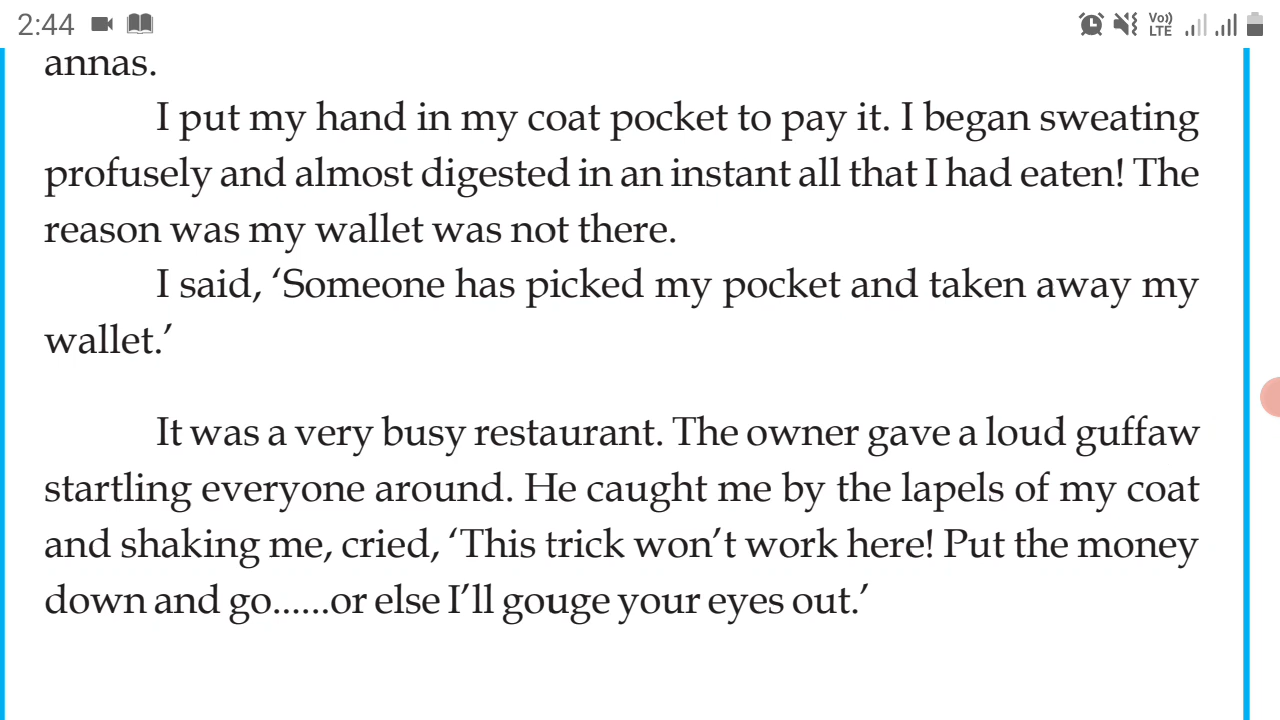 2:44
Vo))
LTE
annas.
I put my hand in my coat pocket to pay it. I began sweating
profusely and almost digested in an instant all that I had eaten! The
reason was my wallet was not there.
I said, ‘Someone has picked my pocket and taken away my
wallet.’
It was a very busy restaurant. The owner gave a loud guffaw
startling everyone around. He caught me by the lapels of my coat
and shaking me, cried, ‘This trick won’t work here! Put the money
down and go......or else I’ll gouge your eyes out.’